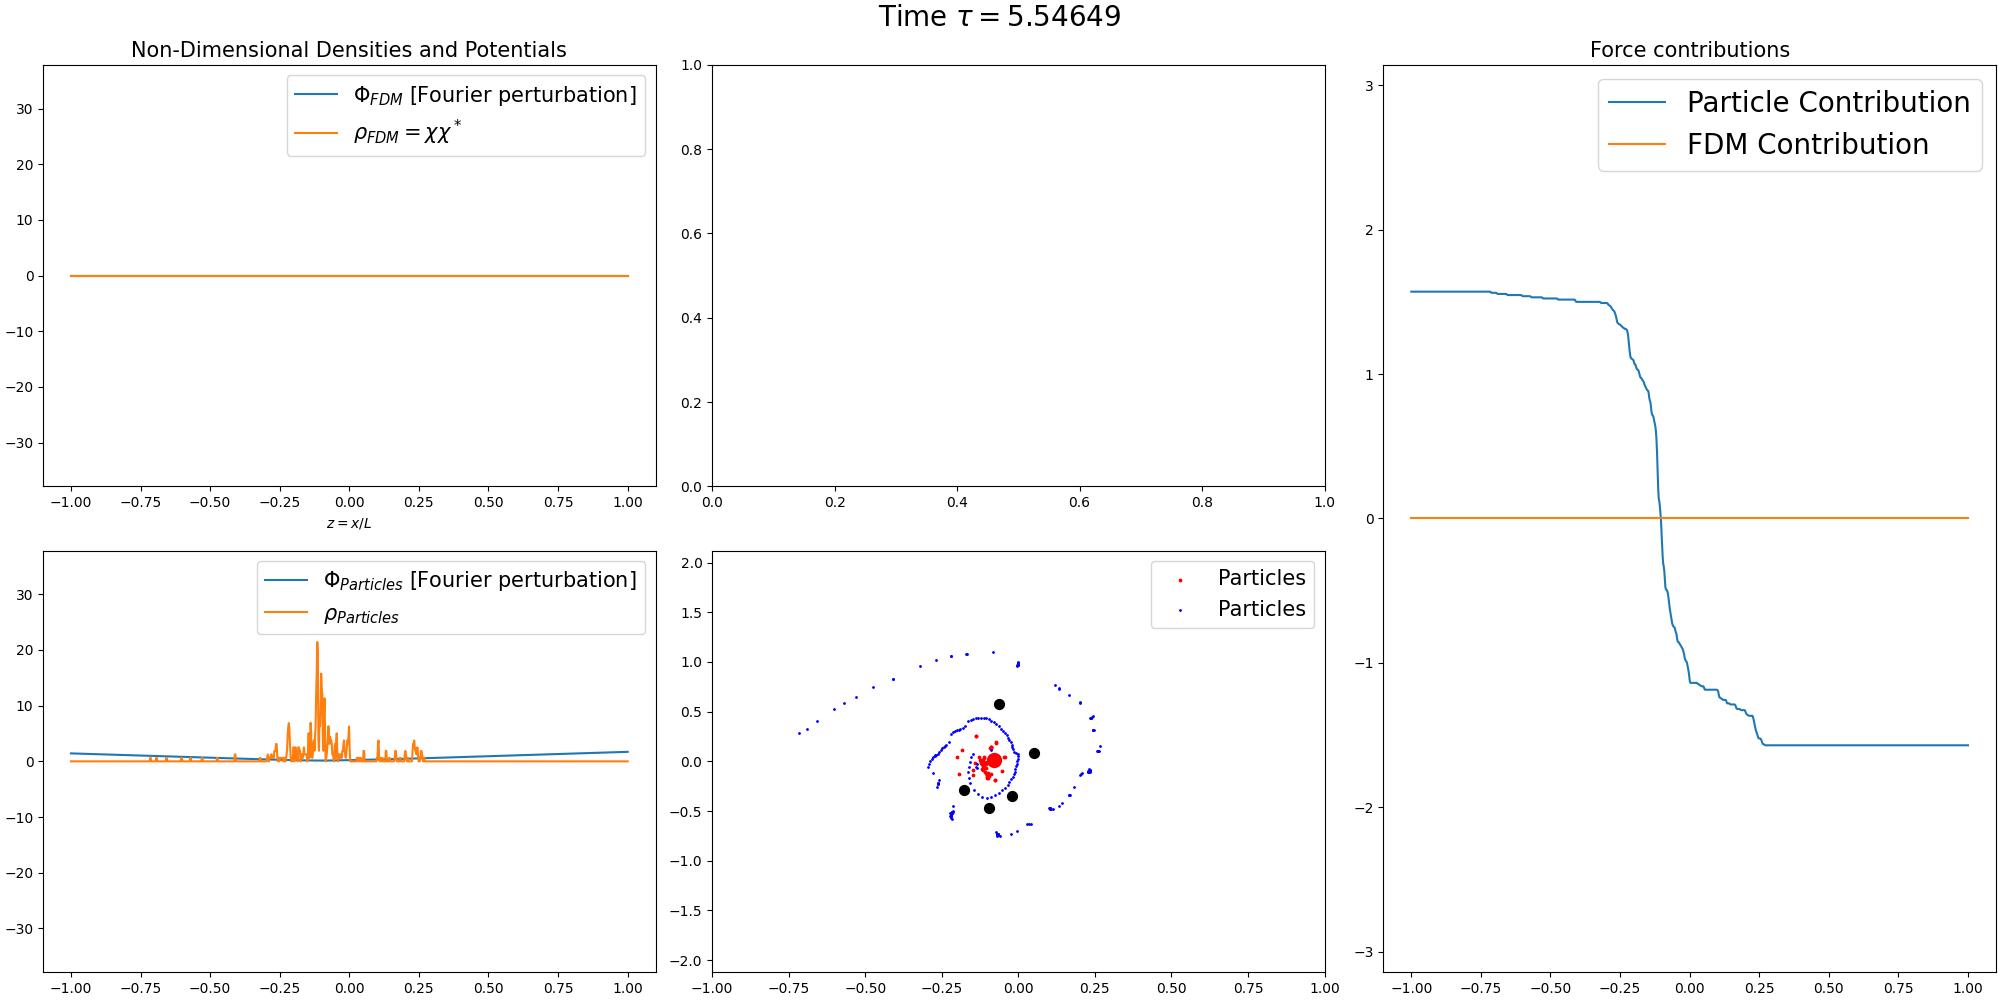 Time τ = 5.54649
Non-Dimensional Densities and Potentials
Φ_FDM [Fourier perturbation]
ρ_FDM = χχ*
30
20
10
0
−10
−20
−30
−1.00 −0.75 −0.50 −0.25 0.00 0.25 0.50 0.75 1.00
z = x/L
1.0
0.8
0.6
0.4
0.2
0.0
0.0 0.2 0.4 0.6 0.8 1.0
Force contributions
Particle Contribution
FDM Contribution
3
2
1
0
−1
−2
−3
−1.00 −0.75 −0.50 −0.25 0.00 0.25 0.50 0.75 1.00
Φ_Particles [Fourier perturbation]
ρ_Particles
30
20
10
0
−10
−20
−30
−1.00 −0.75 −0.50 −0.25 0.00 0.25 0.50 0.75 1.00
Particles
Particles
2.0
1.5
1.0
0.5
0.0
−0.5
−1.0
−1.5
−2.0
−1.00 −0.75 −0.50 −0.25 0.00 0.25 0.50 0.75 1.00